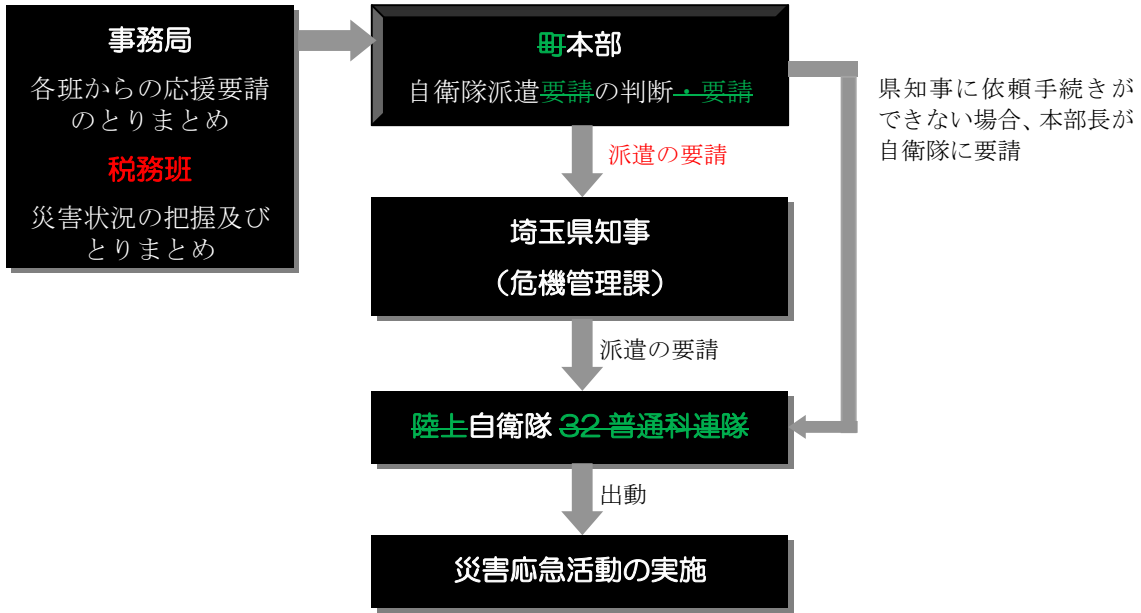 事務局
各班からの応援要請
のとりまとめ
税務班
災害状況の把握及び
とりまとめ
町本部
自衛隊派遣要請の判断・要請
県知事に依頼手続きが
できない場合、本部長が
自衛隊に要請
派遣の要請
埼玉県知事
（危機管理課）
派遣の要請
陸上自衛隊 32 普通科連隊
出動
災害応急活動の実施